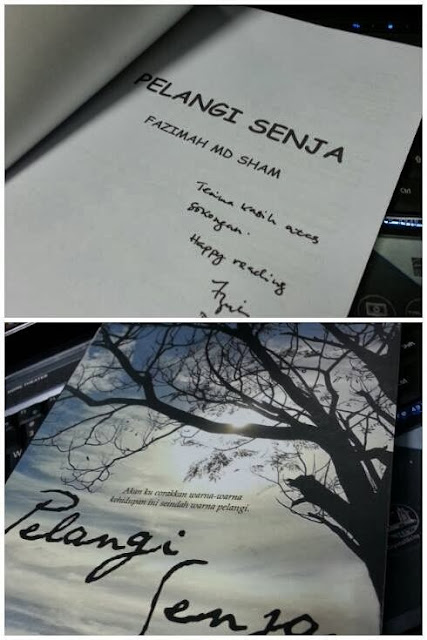 PELANGI SENJA
FAZIMAH MD SHAM
Terima kasih atas
sokongan.
Happy reading
Akan ku corakkan warna-warna
kehidupan ini seindah warna pelangi.
Pelangi
Senja